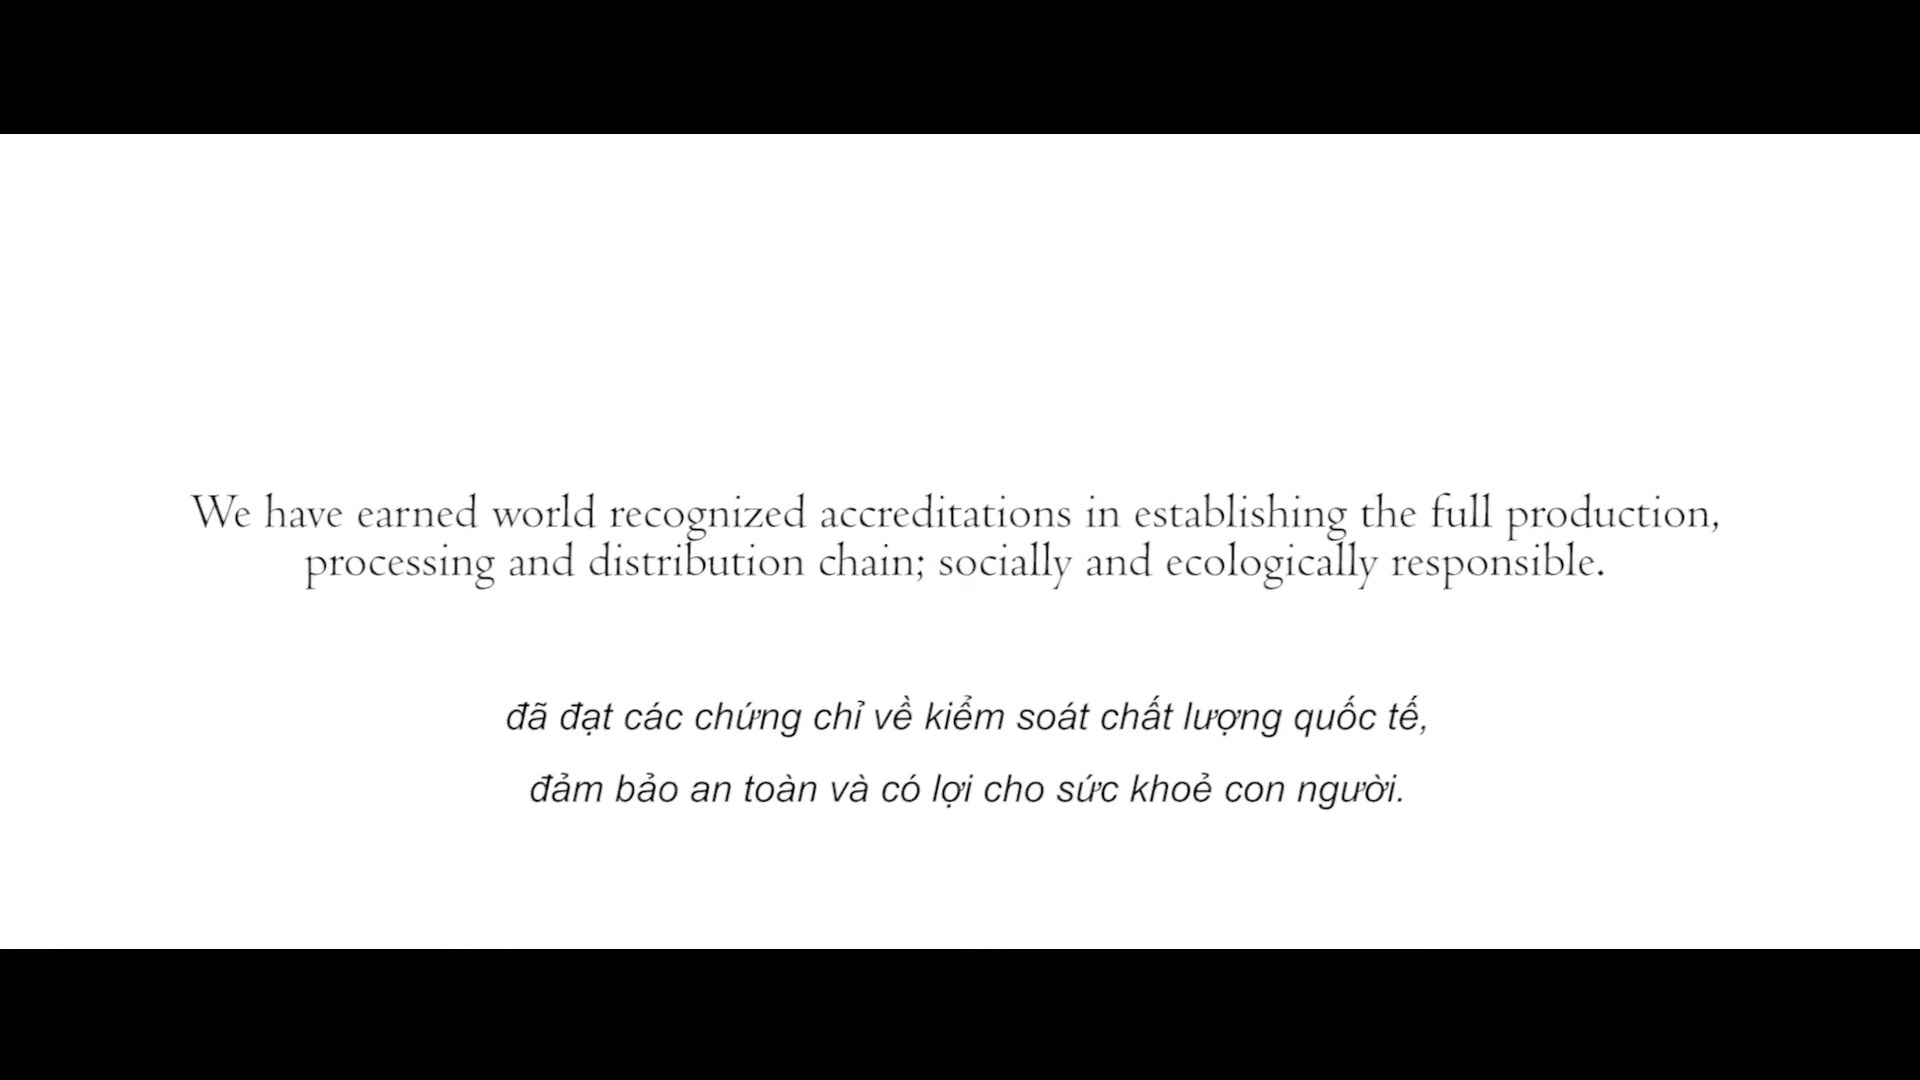 We have earned world recognized accreditations in establishing the full production,
processing and distribution chain; socially and ecologically responsible.
đã đạt các chứng chỉ về kiểm soát chất lượng quốc tế,
đảm bảo an toàn và có lợi cho sức khoẻ con người.